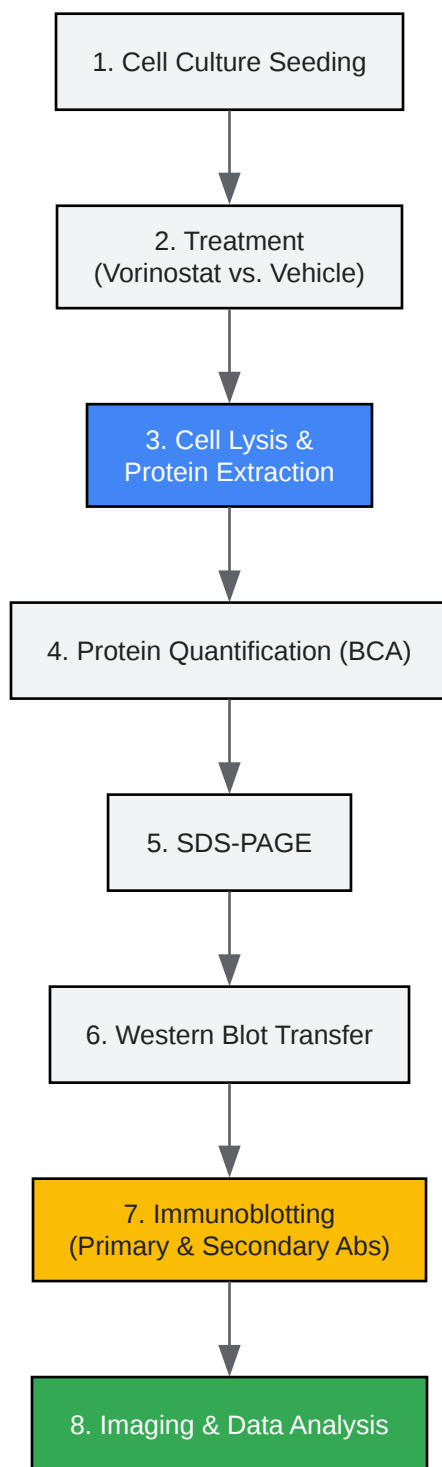 1. Cell Culture Seeding
2. Treatment
(Vorinostat vs. Vehicle)
3. Cell Lysis &
Protein Extraction
4. Protein Quantification (BCA)
5. SDS-PAGE
6. Western Blot Transfer
7. Immunoblotting
(Primary & Secondary Abs)
8. Imaging & Data Analysis